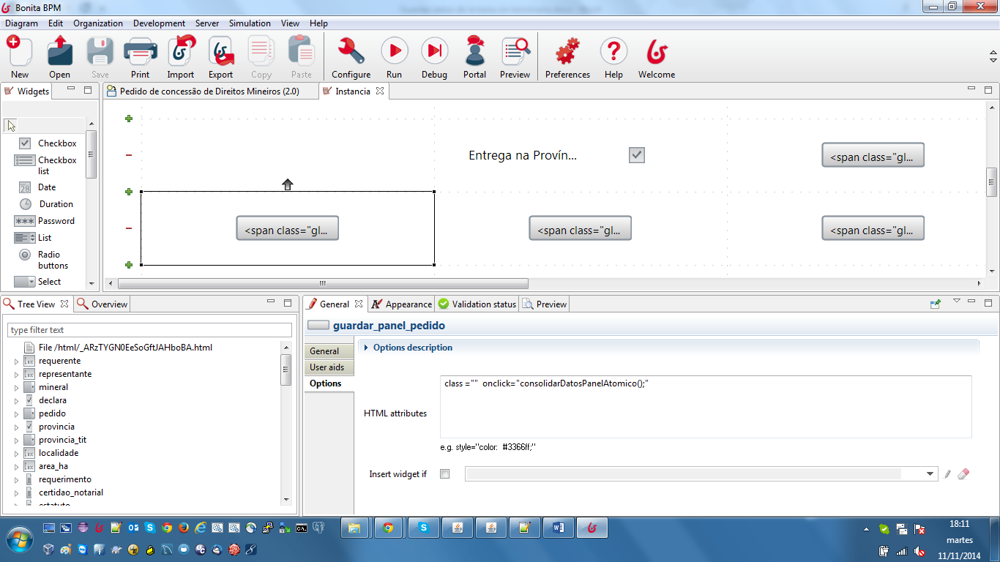 Bonita BPM
Diagram Edit Organization Development Server Simulation View Help
New Open Save Print Import Export Copy Paste Configure Run Debug Portal Preview Preferences Help Welcome
Widgets
Pedido de concessão de Direitos Mineiros (2.0)
Instancia
Checkbox
Checkbox
list
Date
Duration
Password
List
Radio
buttons
Select
Entrega na Provín...
<span class="gl...
<span class="gl...
<span class="gl...
<span class="gl...
Tree View
Overview
type filter text
File /html/_ARzTYGN0EeSoGftJAHboBA.html
requerente
representante
mineral
declara
pedido
provincia
provincia_tit
localidade
area_ha
requerimento
certidao_notarial
estatuto
General
Appearance
Validation status
Preview
guardar_panel_pedido
General
User aids
Options
Options description
HTML attributes
class ="" onclick="consolidarDatosPanelAtomico();"
e.g. style="color: #3366ff;"
Insert widget if
18:11
martes
11/11/2014